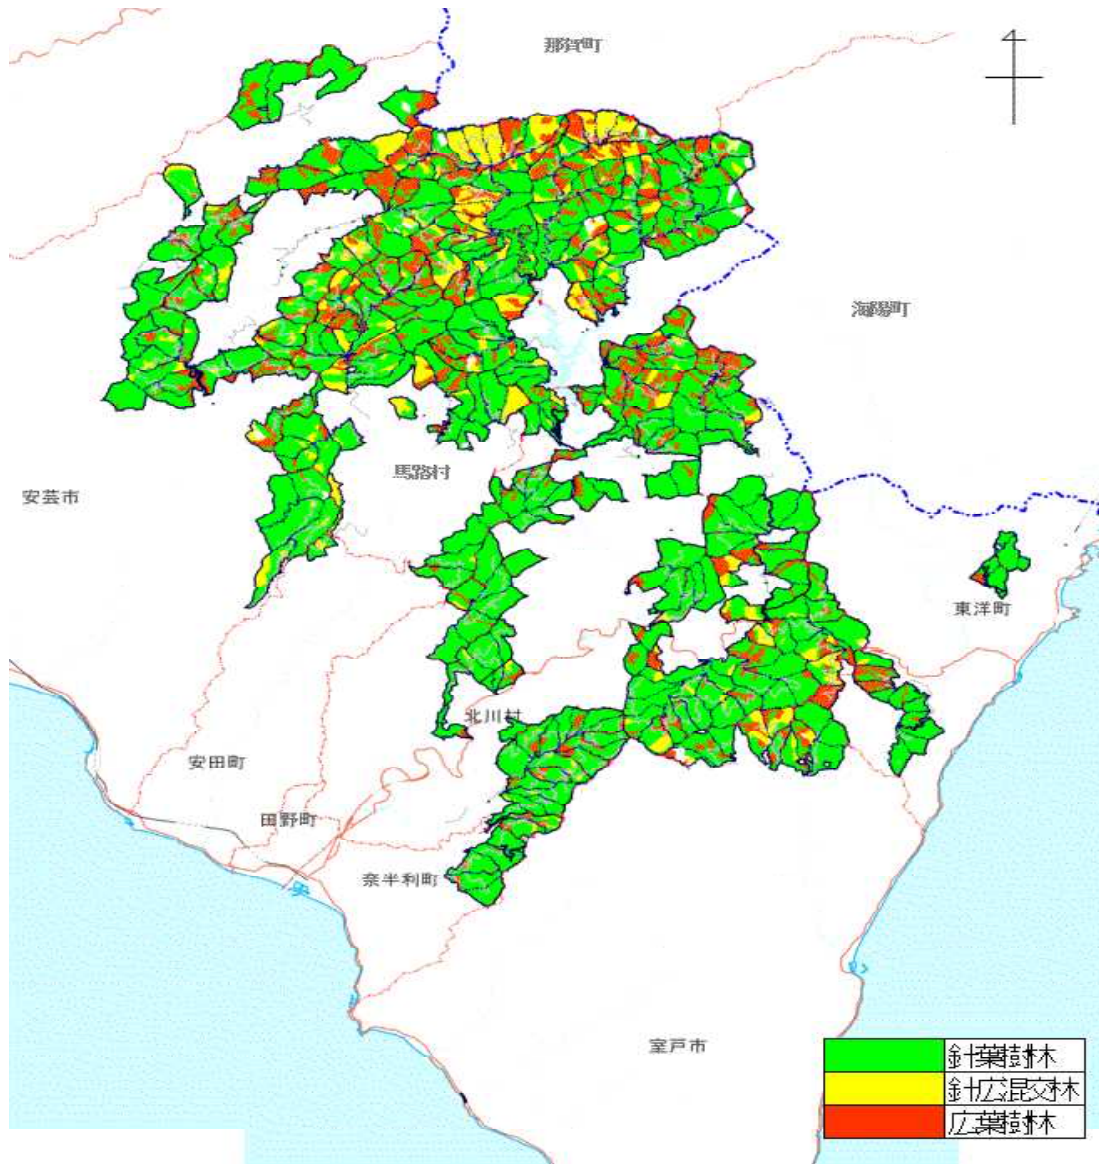 那賀町
海陽町
馬路村
安芸市
東洋町
北川村
安田町
田野町
奈半利町
室戸市
針葉樹林
針広混交林
広葉樹林